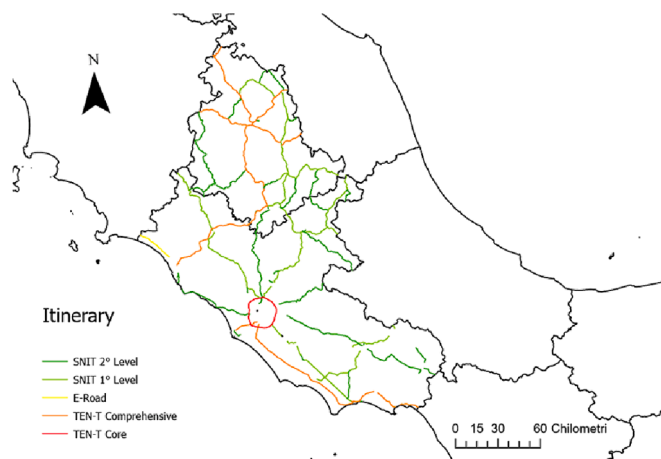 N
Itinerary
SNIT 2° Level
SNIT 1° Level
E-Road
TEN-T Comprehensive
TEN-T Core
0 15 30 60 Chilometri